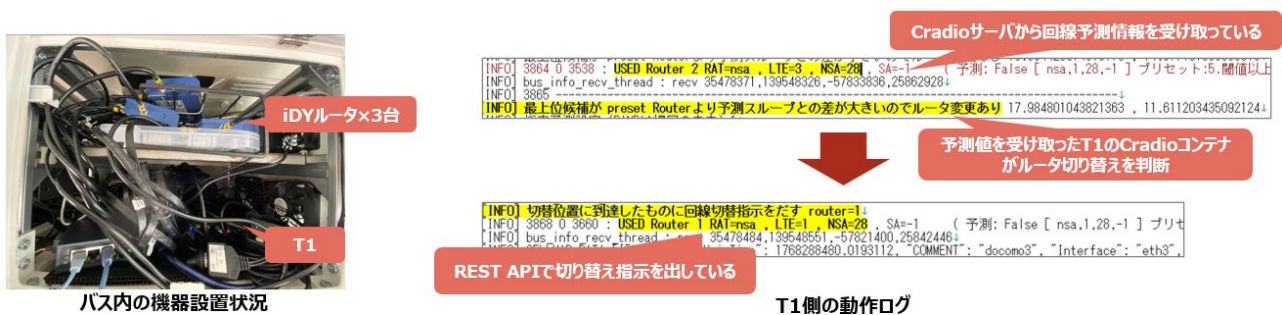 iDYルータ×3台
T1
バス内の機器設置状況
Cradioサーバから回線予測情報を受け取っている
[INFO] 3864 0 3538 : USED Router 2 RAT=nsa , LTE=3 , NSA=28 , SA=-1 ( 予測: False [ nsa,1,28,-1 ] プリセット:5.閾値以上
[INFO] bus_info_recv_thread : recv 35478371,139548326,-57833836,25862928↓
[INFO] 3865 ----------------------------------------------------------------
[INFO] 最上位候補が preset Routerより予測スループとの差が大きいのでルータ変更あり 17.984801043821363 , 11.611203435092124↓
予測値を受け取ったT1のCradioコンテナ
がルータ切り替えを判断
[INFO] 切替位置に到達したものに回線切替指示をだす router=1↓
[INFO] 3868 0 3660 : USED Router 1 RAT=nsa , LTE=1 , NSA=28 , SA=-1 ( 予測: False [ nsa,1,28,-1 ] プリセ
[INFO] bus_info_recv_thread : recv 35478484,139548551,-57821400,25842446↓
: 1768288480.0193112, "COMMENT": "docomo3", "Interface": "eth3",
REST APIで切り替え指示を出している
T1側の動作ログ